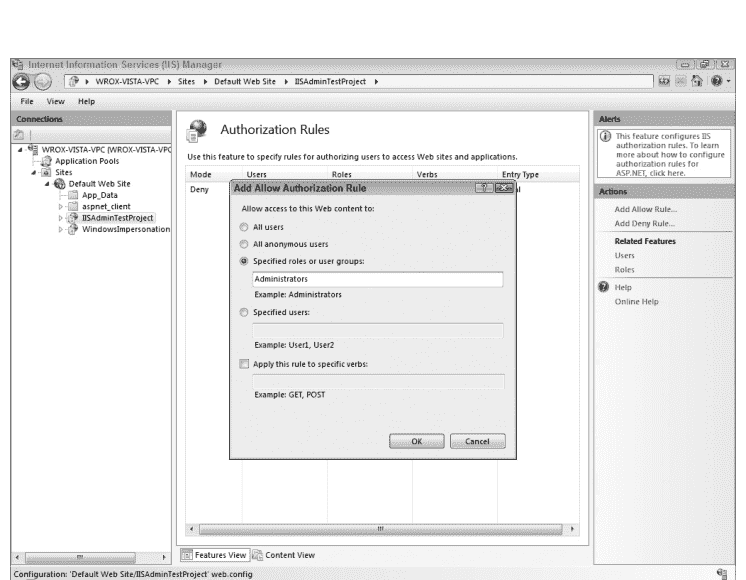 Internet Information Services (IIS) Manager
WROX-VISTA-VPC Sites Default Web Site IISAdminTestProject
File View Help
Connections
WROX-VISTA-VPC (WROX-VISTA-VPC
Application Pools
Sites
Default Web Site
App_Data
aspnet_client
IISAdminTestProject
WindowsImpersonation
Authorization Rules
Use this feature to specify rules for authorizing users to access Web sites and applications.
Mode Users Roles Verbs Entry Type
Deny
Add Allow Authorization Rule
Allow access to this Web content to:
All users
All anonymous users
Specified roles or user groups:
Administrators
Example: Administrators
Specified users:
Example: User1, User2
Apply this rule to specific verbs:
Example: GET, POST
OK Cancel
Features View Content View
Alerts
This feature configures IIS
authorization rules. To learn
more about how to configure
authorization rules for
ASP.NET, click here.
Actions
Add Allow Rule...
Add Deny Rule...
Related Features
Users
Roles
Help
Online Help
Configuration: 'Default Web Site/IISAdminTestProject' web.config